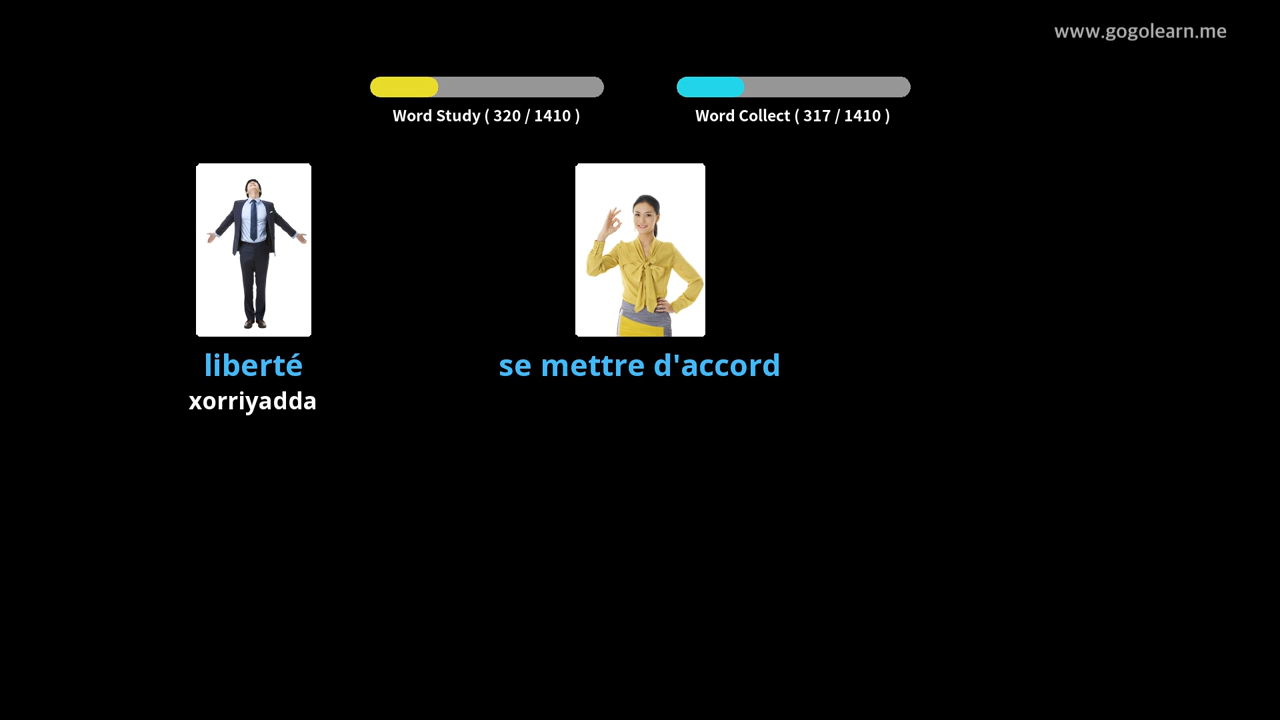 www.gogolearn.me
Word Study ( 320 / 1410 )
Word Collect ( 317 / 1410 )
liberté
xorriyadda
se mettre d'accord